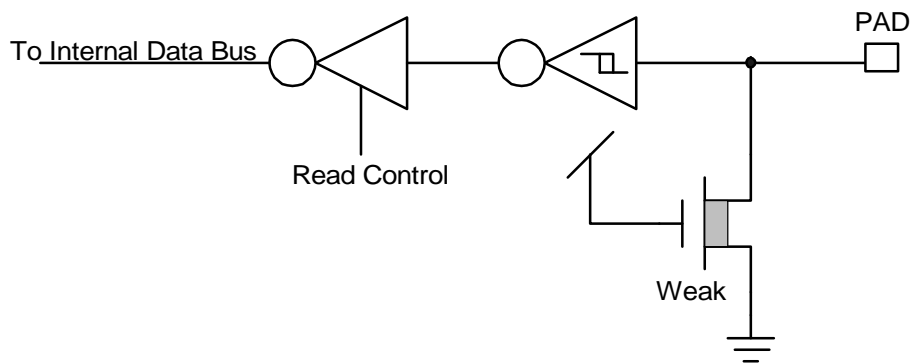 PAD
To Internal Data Bus
Read Control
Weak